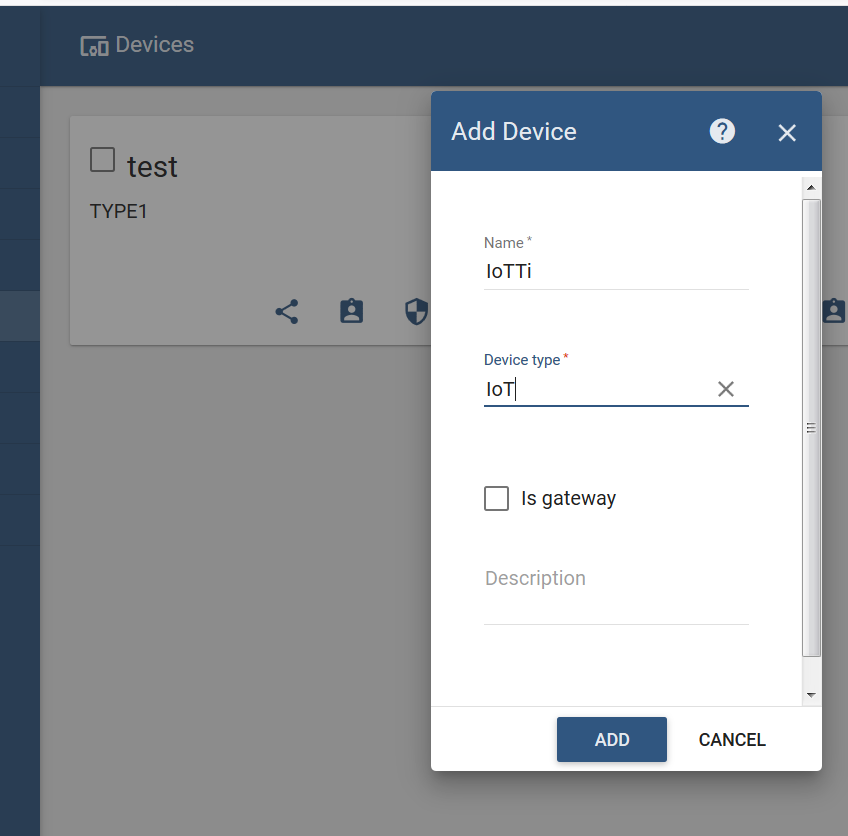 Devices
test
TYPE1
Add Device
Name *
IoTTi
Device type *
IoT
Is gateway
Description
ADD
CANCEL